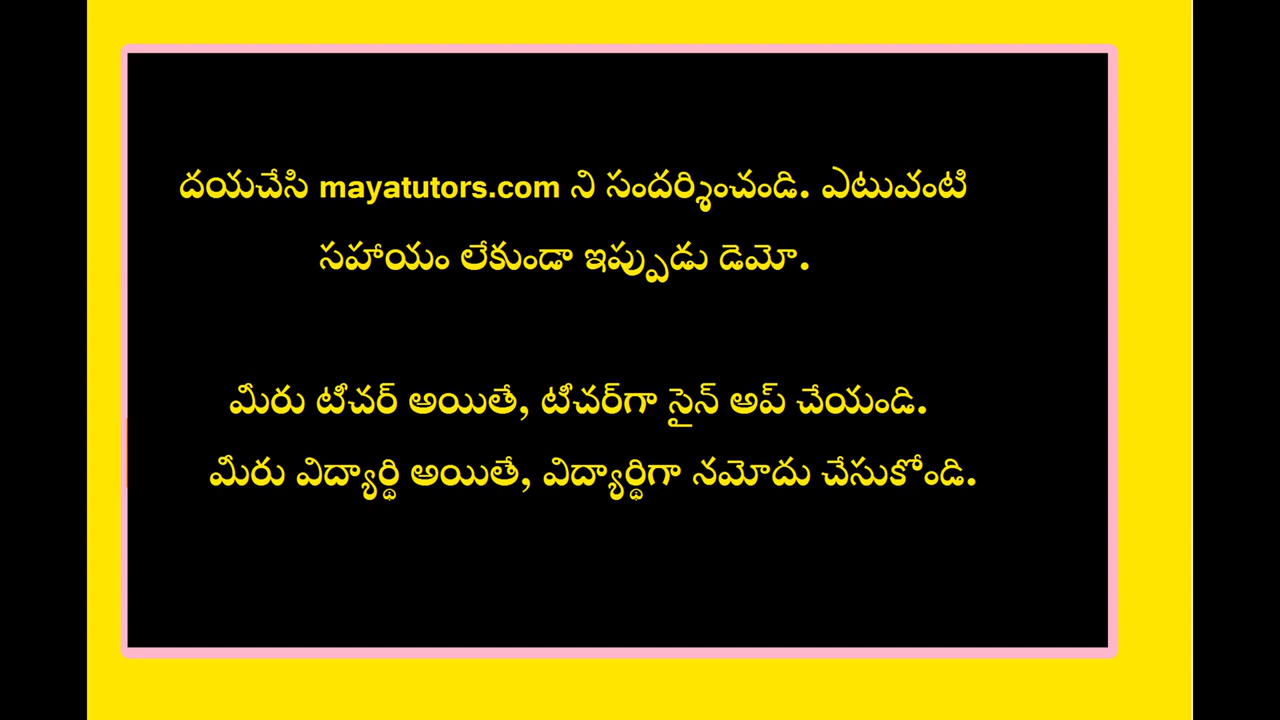 దయచేసి mayatutors.com ని సందర్శించండి. ఎటువంటి
సహాయం లేకుండా ఇప్పుడు డెమో.
మీరు టీచర్ అయితే, టీచర్‌గా సైన్ అప్ చేయండి.
మీరు విద్యార్థి అయితే, విద్యార్థిగా నమోదు చేసుకోండి.